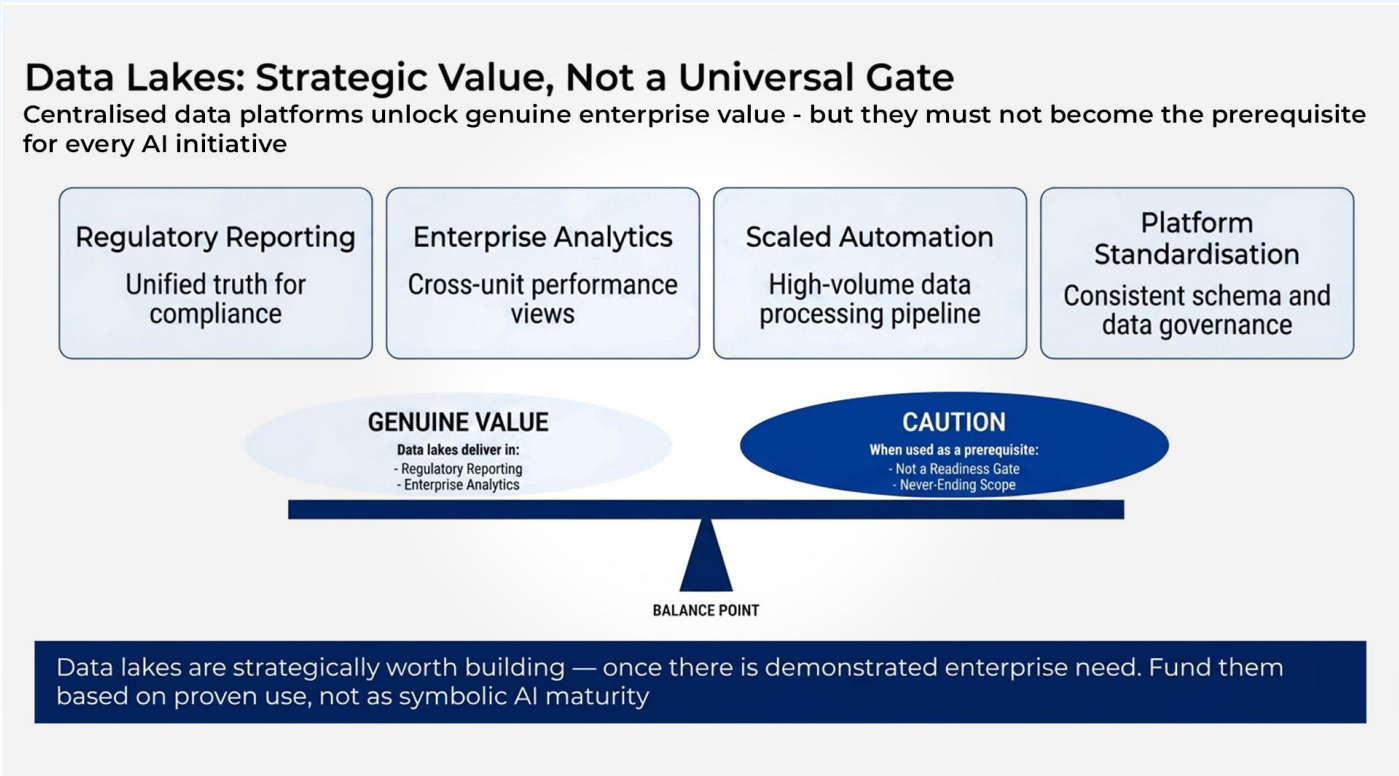 Data Lakes: Strategic Value, Not a Universal Gate
Centralised data platforms unlock genuine enterprise value - but they must not become the prerequisite
for every AI initiative
Regulatory Reporting
Unified truth for
compliance
Enterprise Analytics
Cross-unit performance
views
Scaled Automation
High-volume data
processing pipeline
Platform
Standardisation
Consistent schema and
data governance
GENUINE VALUE
Data lakes deliver in:
- Regulatory Reporting
- Enterprise Analytics
CAUTION
When used as a prerequisite:
- Not a Readiness Gate
- Never-Ending Scope
BALANCE POINT
Data lakes are strategically worth building — once there is demonstrated enterprise need. Fund them
based on proven use, not as symbolic AI maturity